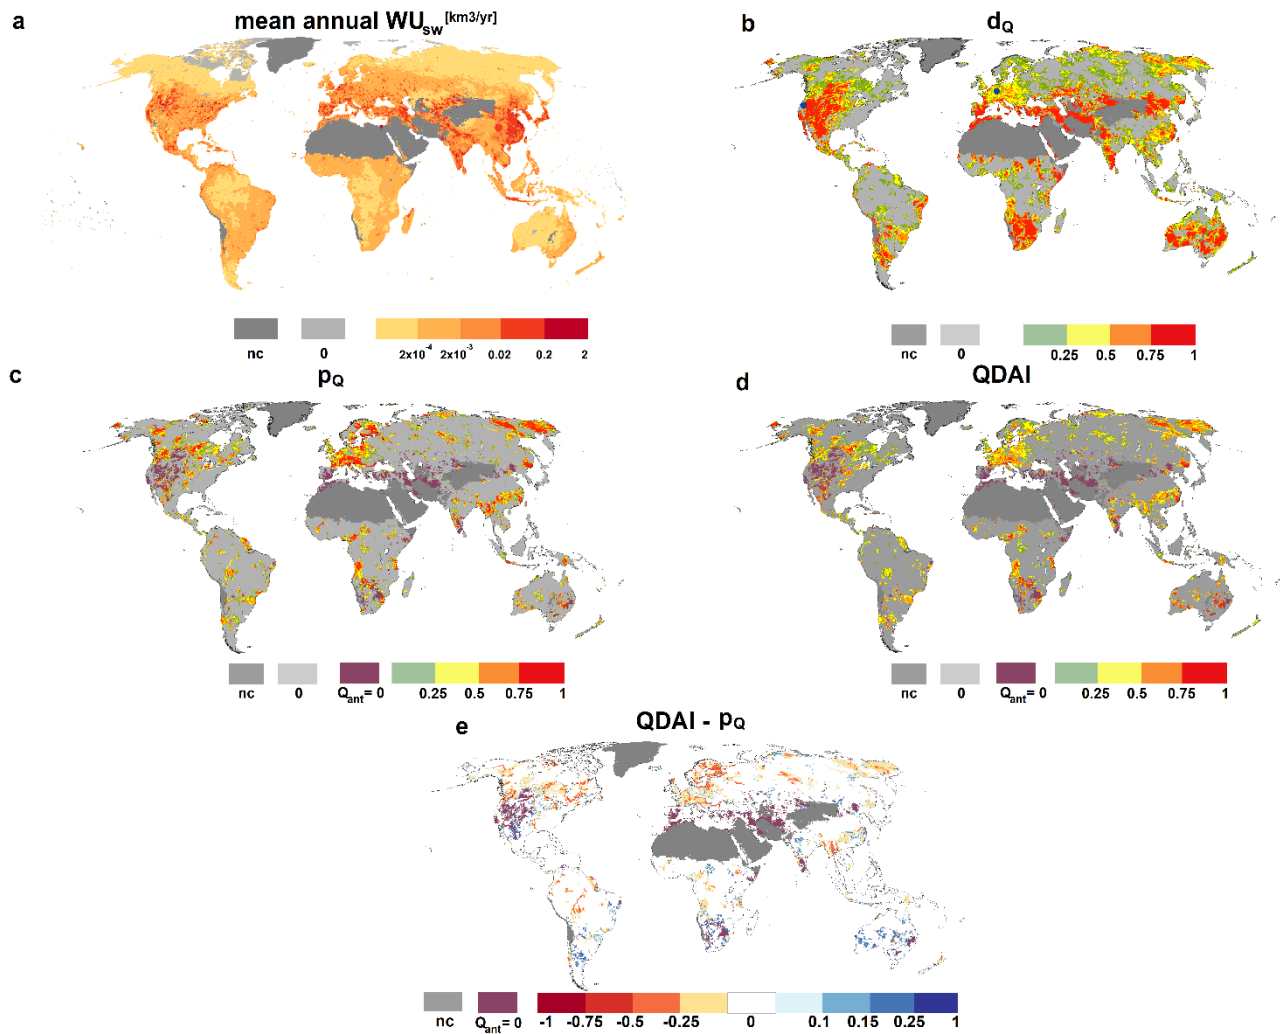 a
mean annual WUsw [km3/yr]
nc 0 2x10-4 2x10-3 0.02 0.2 2
b
dQ
nc 0 0.25 0.5 0.75 1
c
pQ
nc 0 Qant= 0 0.25 0.5 0.75 1
d
QDAI
nc 0 Qant= 0 0.25 0.5 0.75 1
e
QDAI - pQ
nc Qant= 0 -1 -0.75 -0.5 -0.25 0 0.1 0.15 0.25 1